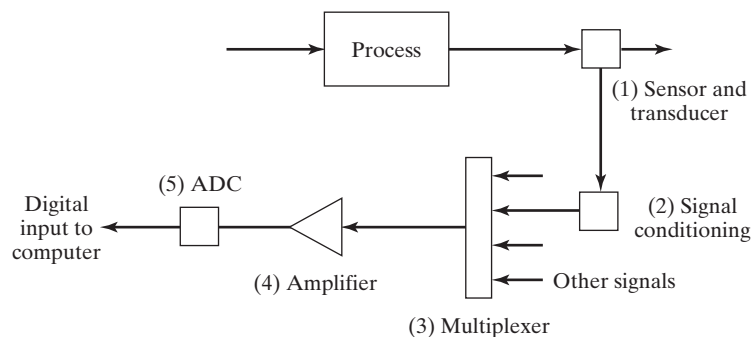 Process
(1) Sensor and
transducer
(5) ADC
Digital
input to
computer
(2) Signal
conditioning
(4) Amplifier
Other signals
(3) Multiplexer